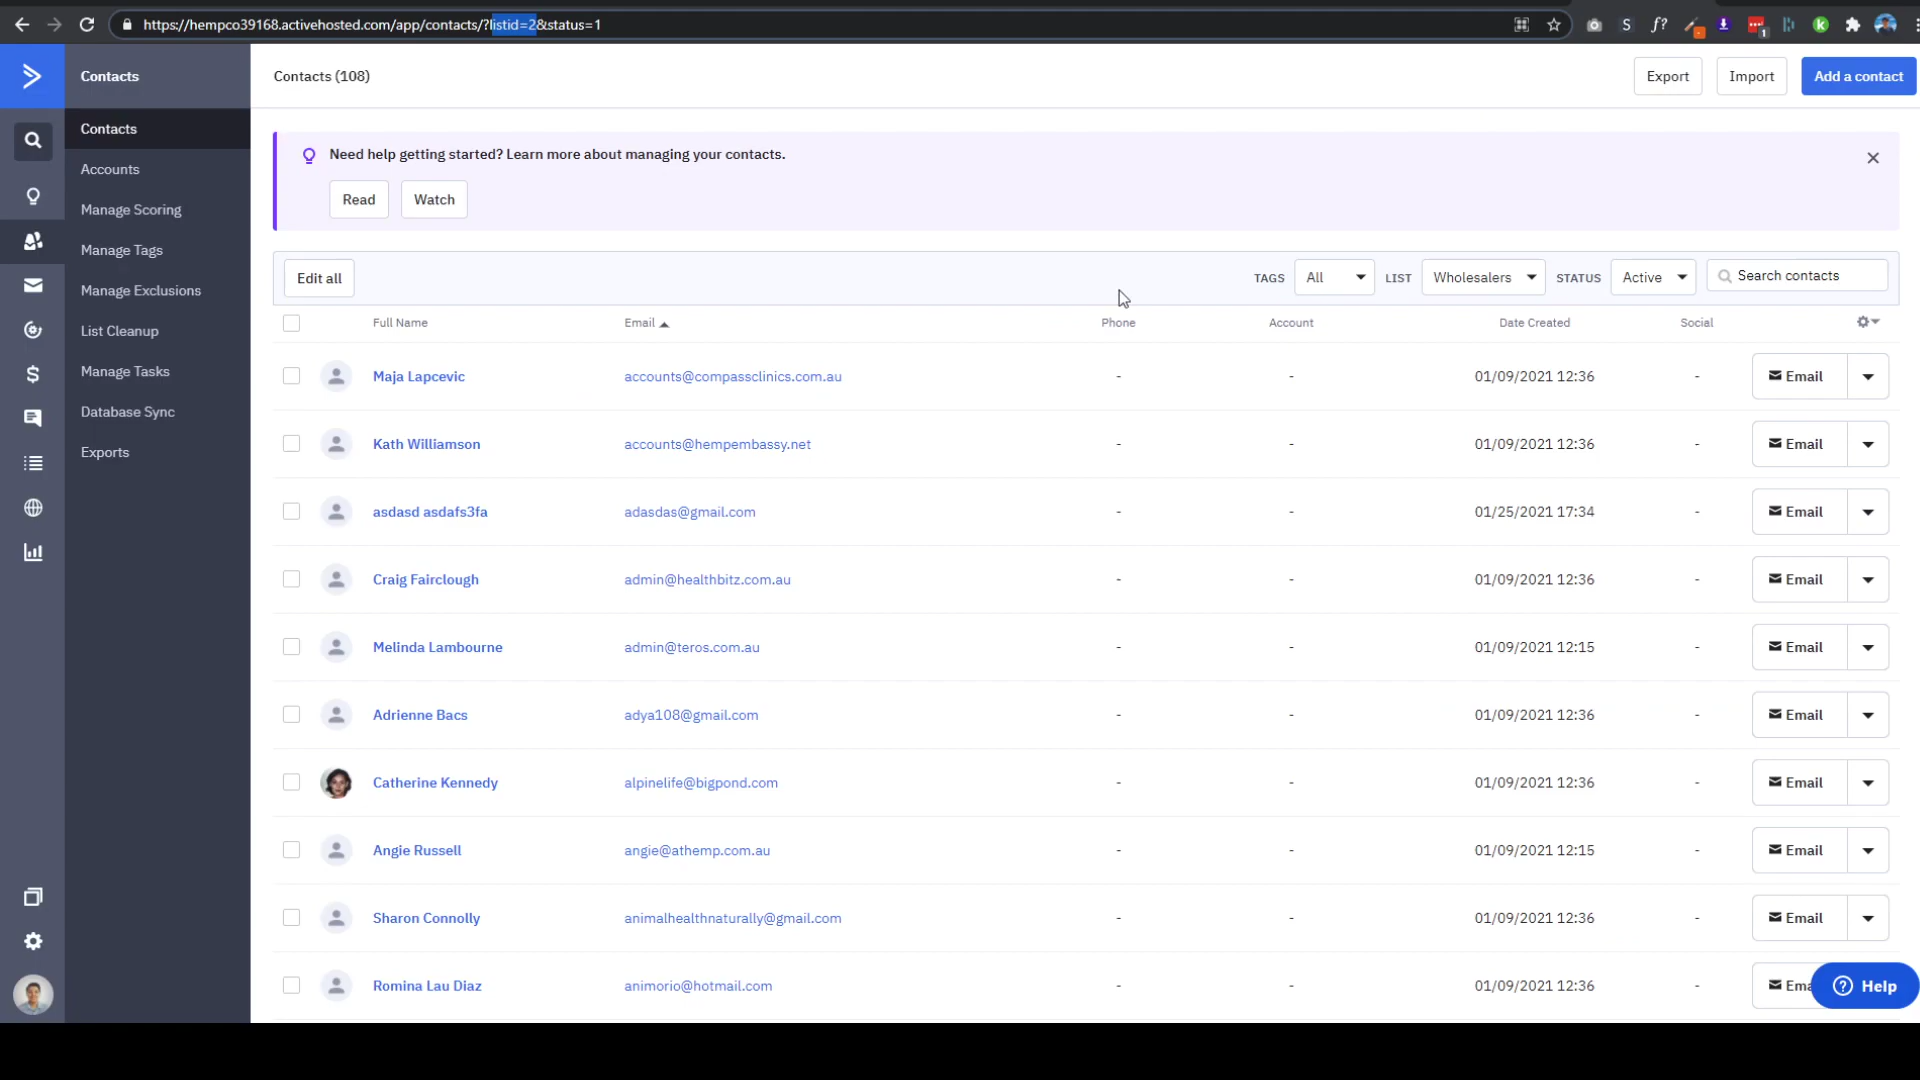 https://hempco39168.activehosted.com/app/contacts/?listid=2&status=1
S
f?
1
k
Contacts
Contacts (108)
Export
Import
Add a contact
Contacts
Accounts
Manage Scoring
Manage Tags
Manage Exclusions
List Cleanup
Manage Tasks
Database Sync
Exports
Need help getting started? Learn more about managing your contacts.
Read
Watch
Edit all
TAGS All LIST Wholesalers STATUS Active Search contacts
Full Name Email Phone Account Date Created Social
Maja Lapcevic accounts@compassclinics.com.au - - 01/09/2021 12:36 - Email
Kath Williamson accounts@hempembassy.net - - 01/09/2021 12:36 - Email
asdasd asdafs3fa adasdas@gmail.com - - 01/25/2021 17:34 - Email
Craig Fairclough admin@healthbitz.com.au - - 01/09/2021 12:36 - Email
Melinda Lambourne admin@teros.com.au - - 01/09/2021 12:15 - Email
Adrienne Bacs adya108@gmail.com - - 01/09/2021 12:36 - Email
Catherine Kennedy alpinelife@bigpond.com - - 01/09/2021 12:36 - Email
Angie Russell angie@athemp.com.au - - 01/09/2021 12:15 - Email
Sharon Connolly animalhealthnaturally@gmail.com - - 01/09/2021 12:36 - Email
Romina Lau Diaz animorio@hotmail.com - - 01/09/2021 12:36 - Ema
? Help